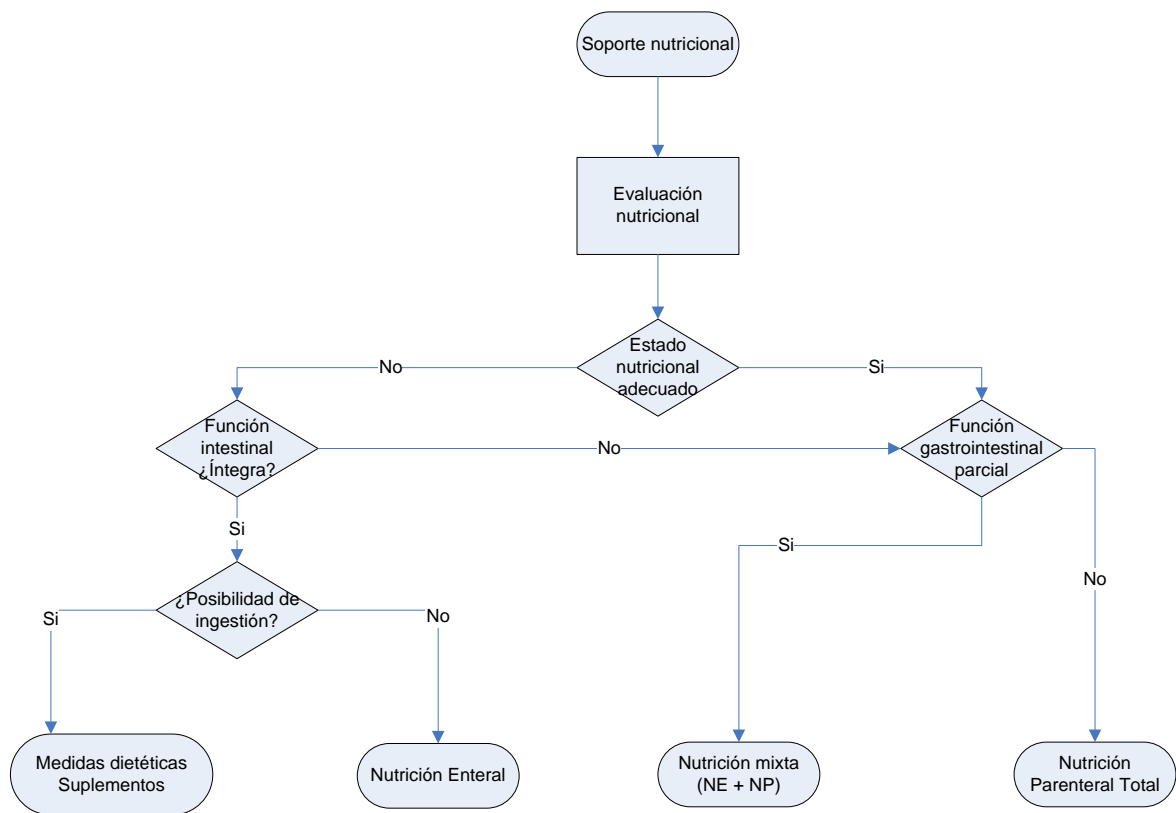 Soporte nutricional
Evaluación
nutricional
Estado
nutricional
adecuado
No
Si
Función
intestinal
¿Íntegra?
No
Función
gastrointestinal
parcial
Si
Si
No
¿Posibilidad de
ingestión?
Si
No
Medidas dietéticas
Suplementos
Nutrición Enteral
Nutrición mixta
(NE + NP)
Nutrición
Parenteral Total